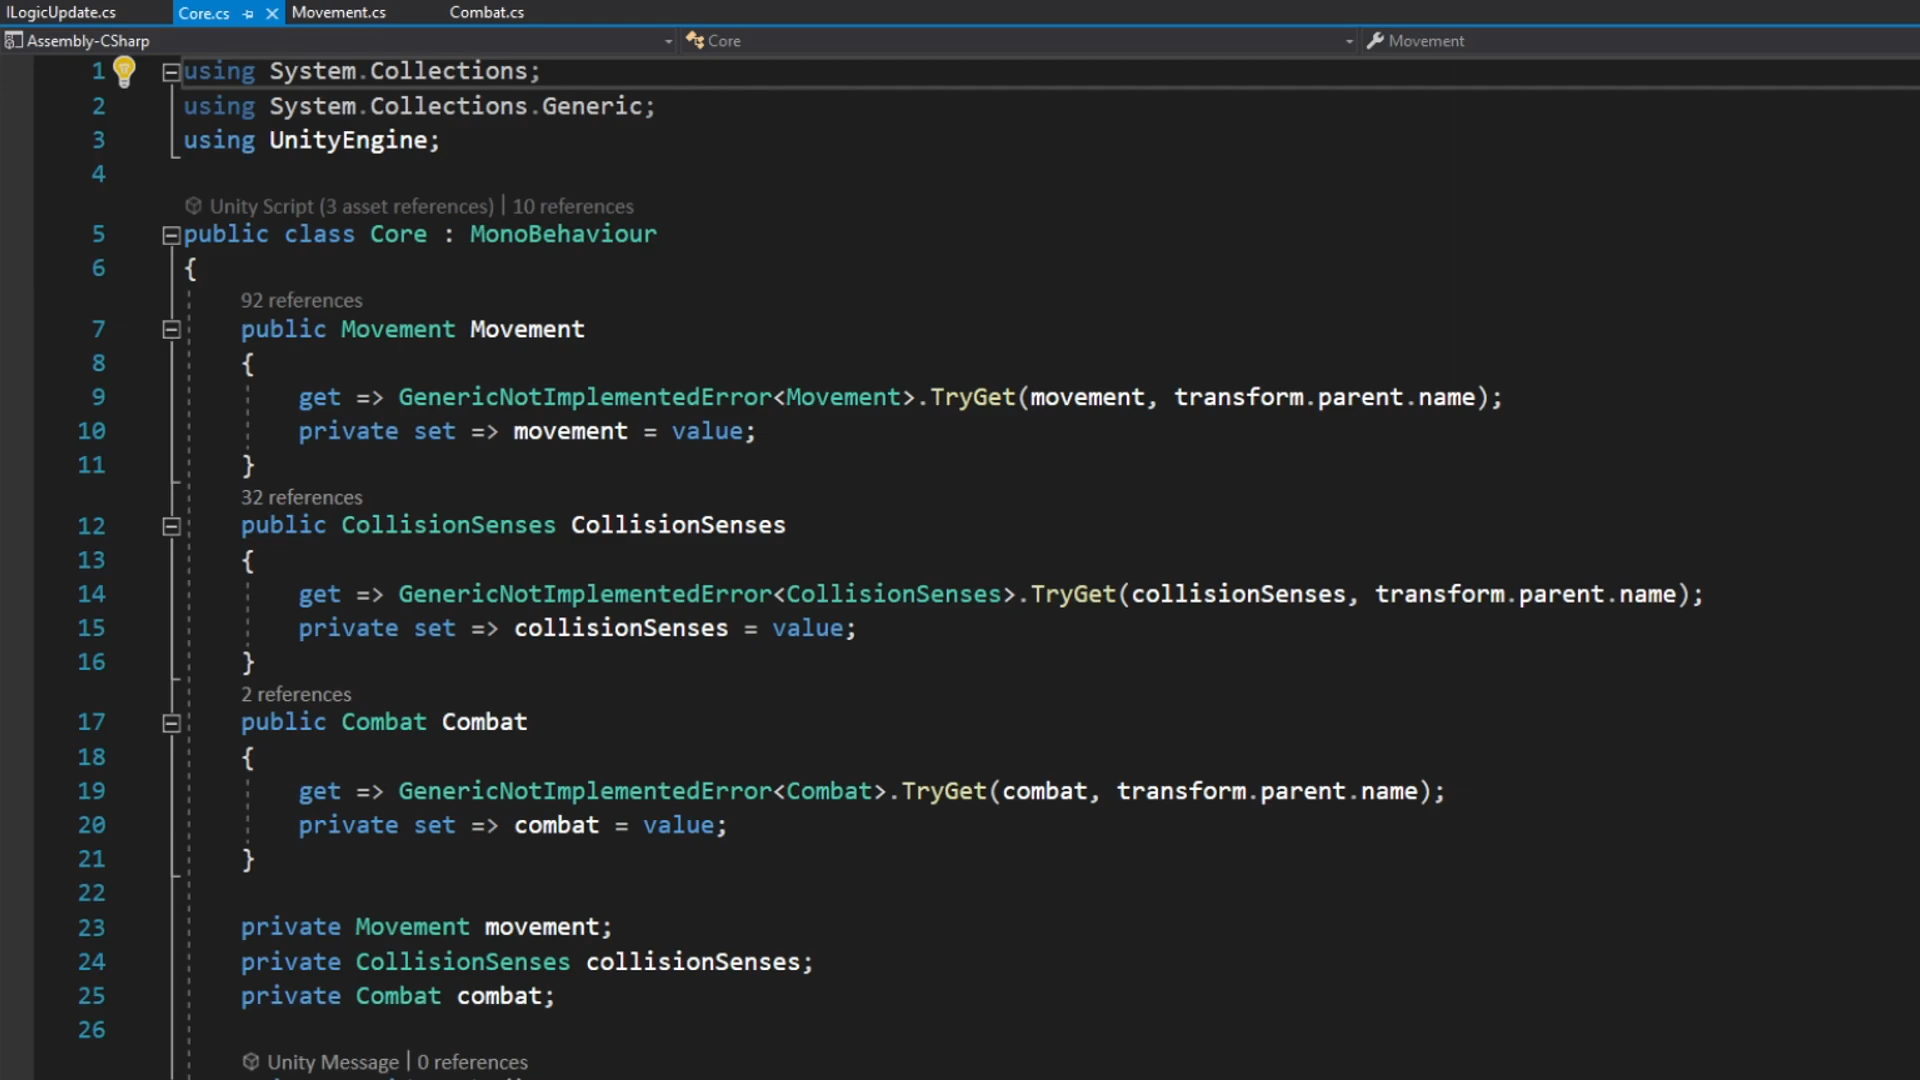 ILogicUpdate.cs Core.cs Movement.cs Combat.cs
Assembly-CSharp Core Movement
1 using System.Collections;
2 using System.Collections.Generic;
3 using UnityEngine;
4
Unity Script (3 asset references) | 10 references
5 public class Core : MonoBehaviour
6 {
92 references
7 public Movement Movement
8 {
9 get => GenericNotImplementedError<Movement>.TryGet(movement, transform.parent.name);
10 private set => movement = value;
11 }
32 references
12 public CollisionSenses CollisionSenses
13 {
14 get => GenericNotImplementedError<CollisionSenses>.TryGet(collisionSenses, transform.parent.name);
15 private set => collisionSenses = value;
16 }
2 references
17 public Combat Combat
18 {
19 get => GenericNotImplementedError<Combat>.TryGet(combat, transform.parent.name);
20 private set => combat = value;
21 }
22
23 private Movement movement;
24 private CollisionSenses collisionSenses;
25 private Combat combat;
26
Unity Message | 0 references